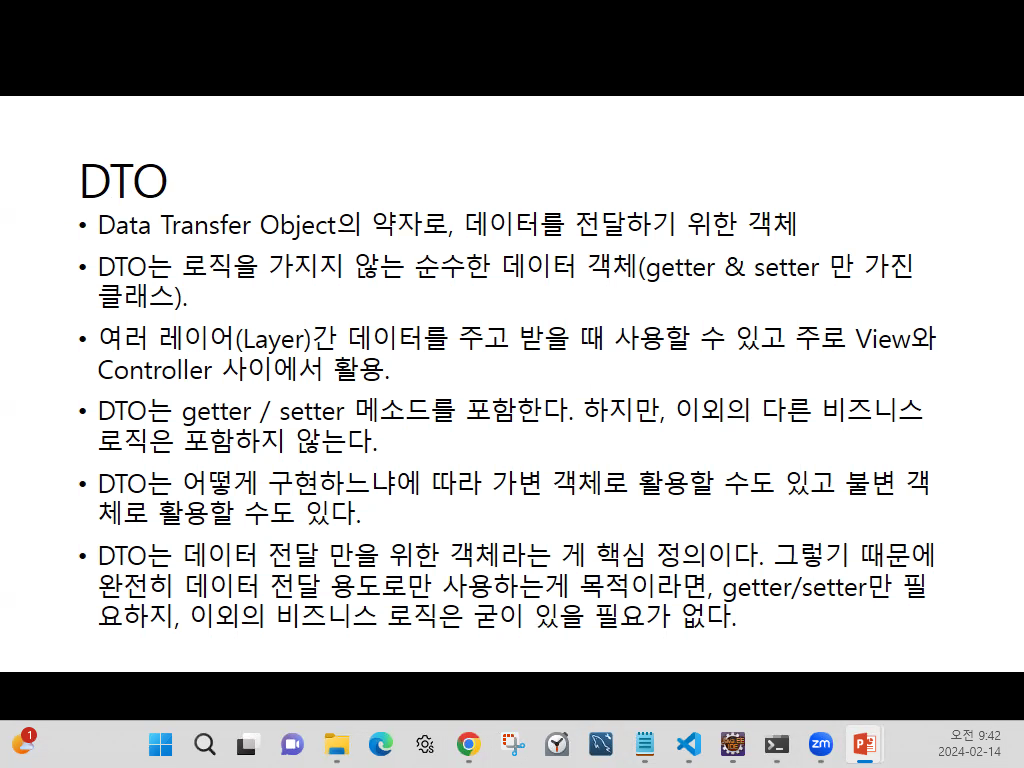 DTO
• Data Transfer Object의 약자로, 데이터를 전달하기 위한 객체
• DTO는 로직을 가지지 않는 순수한 데이터 객체(getter & setter 만 가진
클래스).
• 여러 레이어(Layer)간 데이터를 주고 받을 때 사용할 수 있고 주로 View와
Controller 사이에서 활용.
• DTO는 getter / setter 메소드를 포함한다. 하지만, 이외의 다른 비즈니스
로직은 포함하지 않는다.
• DTO는 어떻게 구현하느냐에 따라 가변 객체로 활용할 수도 있고 불변 객
체로 활용할 수도 있다.
• DTO는 데이터 전달 만을 위한 객체라는 게 핵심 정의이다. 그렇기 때문에
완전히 데이터 전달 용도로만 사용하는게 목적이라면, getter/setter만 필
요하지, 이외의 비즈니스 로직은 굳이 있을 필요가 없다.
1
zm
오전 9:42
2024-02-14